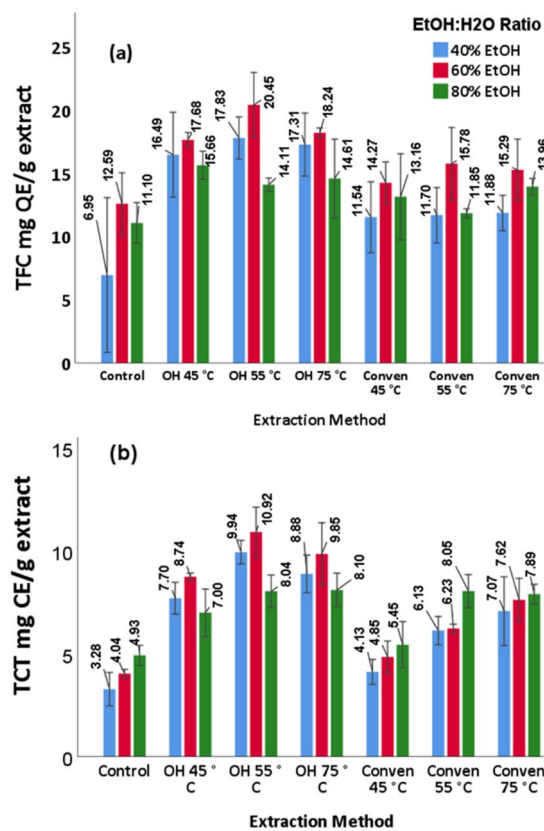 EtOH:H2O Ratio
(a)
40% EtOH
60% EtOH
80% EtOH
TFC mg QE/g extract
25
20
15
10
5
0
6.95
12.59
11.10
16.49
17.68
15.66
17.83
20.45
14.11
17.31
18.24
14.61
11.54
14.27
13.16
11.70
15.78
11.85
11.88
15.29
13.96
Control
OH 45 °C
OH 55 °C
OH 75 °C
Conven
45 °C
Conven
55 °C
Conven
75 °C
Extraction Method
(b)
TCT mg CE/g extract
15
10
5
0
3.28
4.04
4.93
7.70
8.74
7.00
9.94
10.92
8.04
8.88
9.85
8.10
4.13
4.85
5.45
6.13
6.23
8.05
7.07
7.62
7.89
Control
OH 45 °
C
OH 55 °
C
OH 75 °
C
Conven
45 °C
Conven
55 °C
Conven
75 °C
Extraction Method